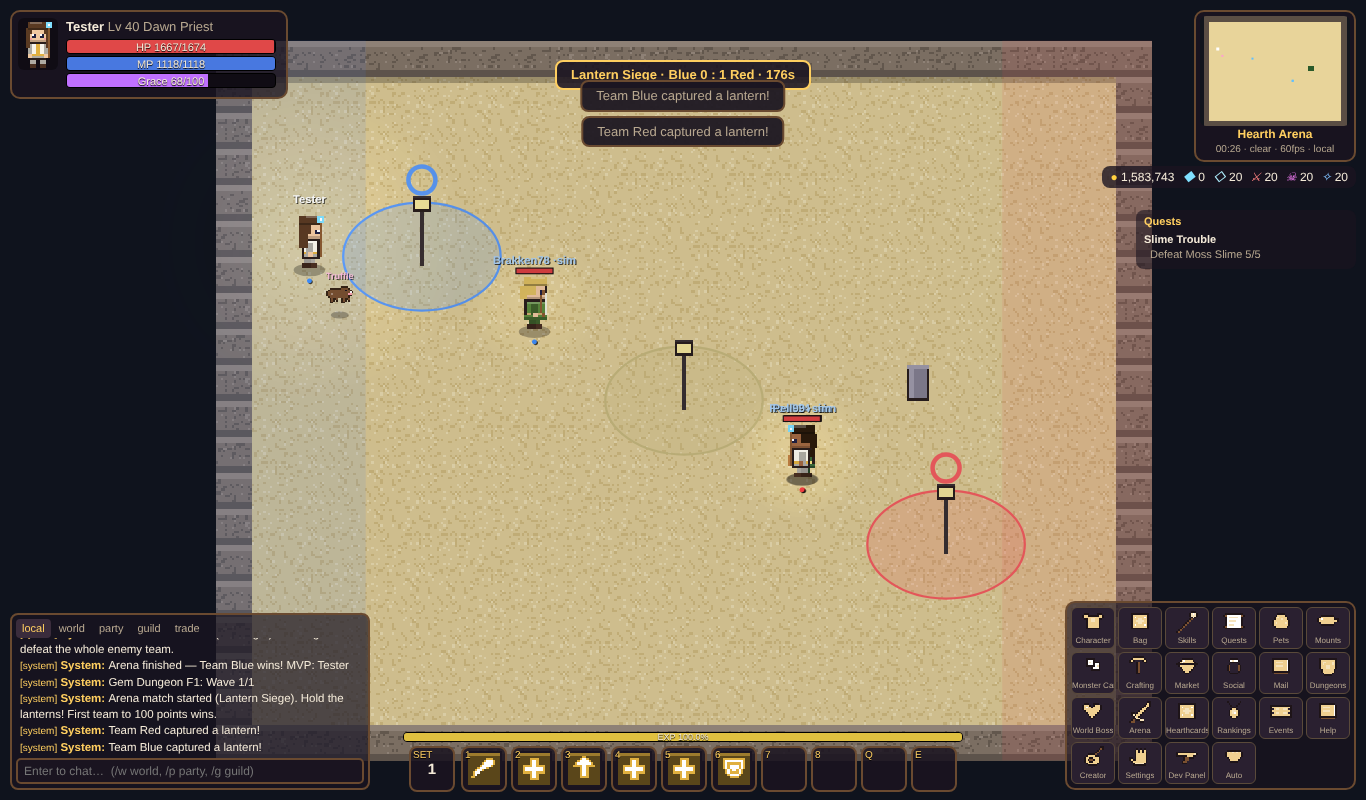 Tester Lv 40 Dawn Priest
HP 1667/1674
MP 1118/1118
Grace 68/100
Lantern Siege · Blue 0 : 1 Red · 176s
Team Blue captured a lantern!
Team Red captured a lantern!
Hearth Arena
00:26 · clear · 60fps · local
1,583,743 0 20 20 20 20
Quests
Slime Trouble
Defeat Moss Slime 5/5
Tester
Truffle
Brakken78 ·sim
local world party guild trade
defeat the whole enemy team.
[system] System: Arena finished — Team Blue wins! MVP: Tester
[system] System: Gem Dungeon F1: Wave 1/1
[system] System: Arena match started (Lantern Siege). Hold the
lanterns! First team to 100 points wins.
[system] System: Team Red captured a lantern!
[system] System: Team Blue captured a lantern!
Enter to chat… (/w world, /p party, /g guild)
EXP 100.0%
SET 1 2 3 4 5 6 7 8 Q E
1
Character Bag Skills Quests Pets Mounts
Monster Ca Crafting Market Social Mail Dungeons
World Boss Arena Hearthcards Rankings Events Help
Creator Settings Dev Panel Auto